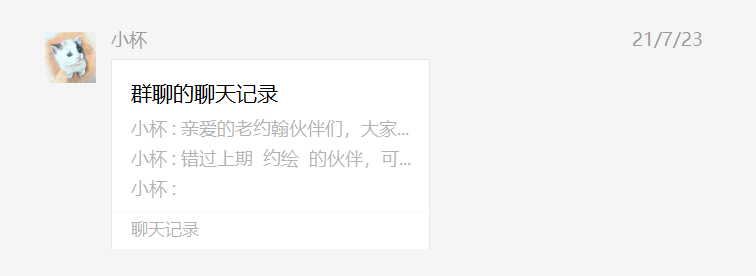 小杯
21/7/23
群聊的聊天记录
小杯 : 亲爱的老约翰伙伴们，大家...
小杯 : 错过上期  约绘  的伙伴，可...
小杯 :
聊天记录